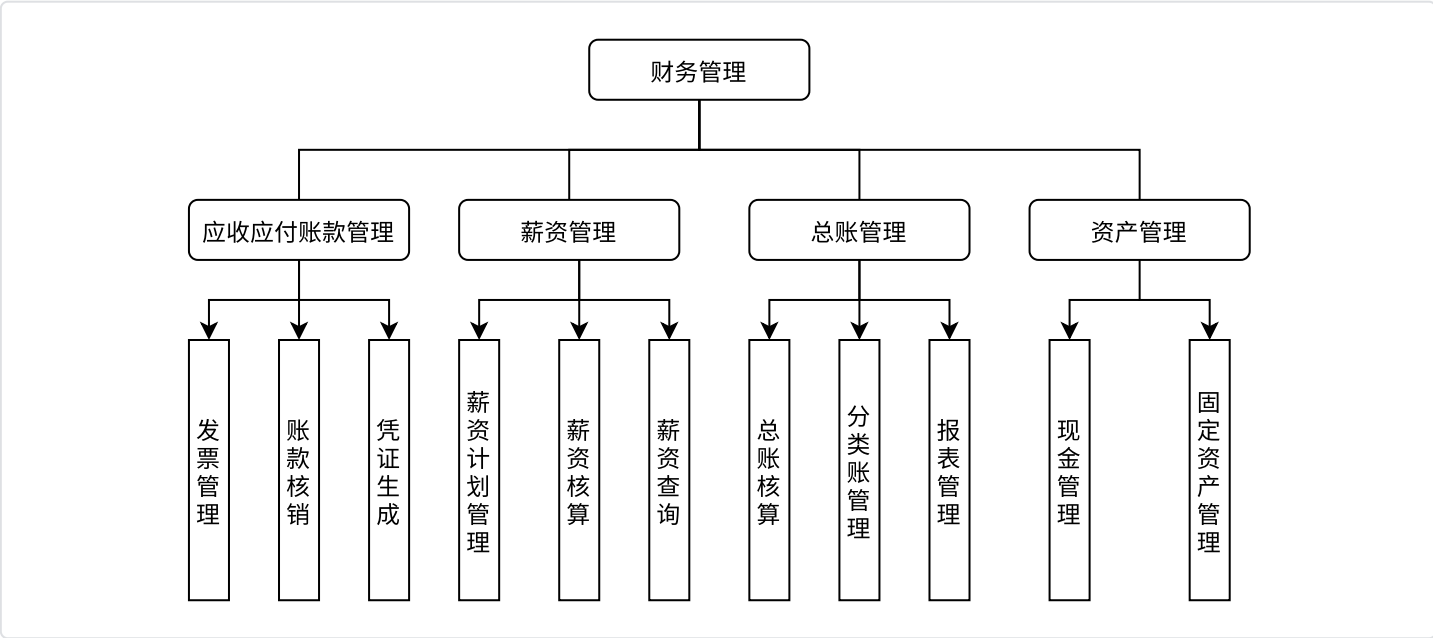 财务管理
应收应付账款管理
薪资管理
总账管理
资产管理
发票管理
账款核销
凭证生成
薪资计划管理
薪资核算
薪资查询
总账核算
分类账管理
报表管理
现金管理
固定资产管理